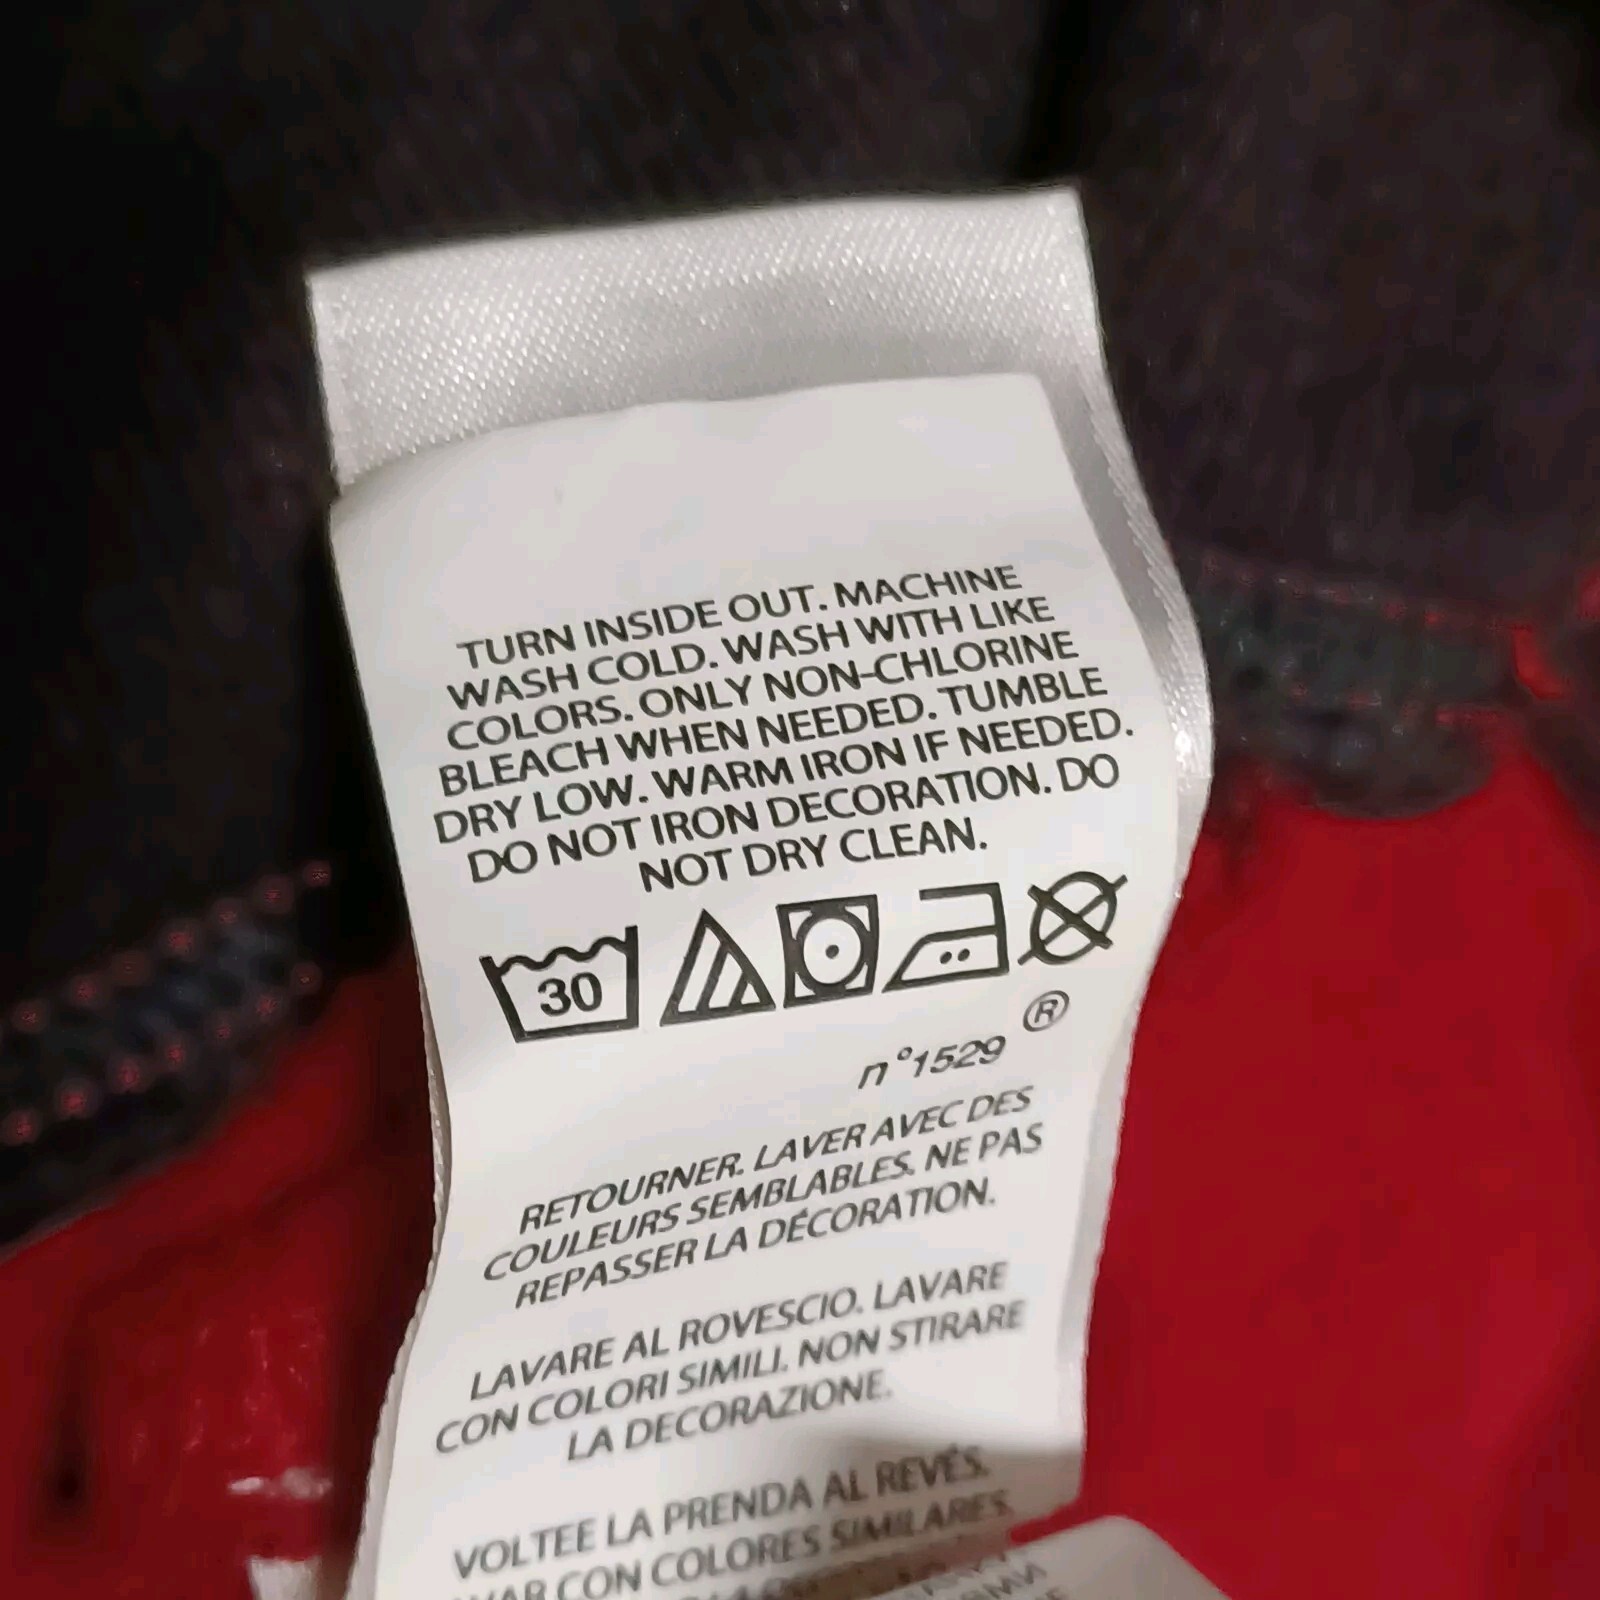 TURN INSIDE OUT. MACHINE
WASH COLD. WASH WITH LIKE
COLORS. ONLY NON-CHLORINE
BLEACH WHEN NEEDED. TUMBLE
DRY LOW. WARM IRON IF NEEDED.
DO NOT IRON DECORATION. DO
NOT DRY CLEAN.
30
®
n°1529
RETOURNER. LAVER AVEC DES
COULEURS SEMBLABLES. NE PAS
REPASSER LA DÉCORATION.
LAVARE AL ROVESCIO. LAVARE
CON COLORI SIMILI. NON STIRARE
LA DECORAZIONE.
VOLTEE LA PRENDA AL REVÉS.
CON COLORES SIMILARES.